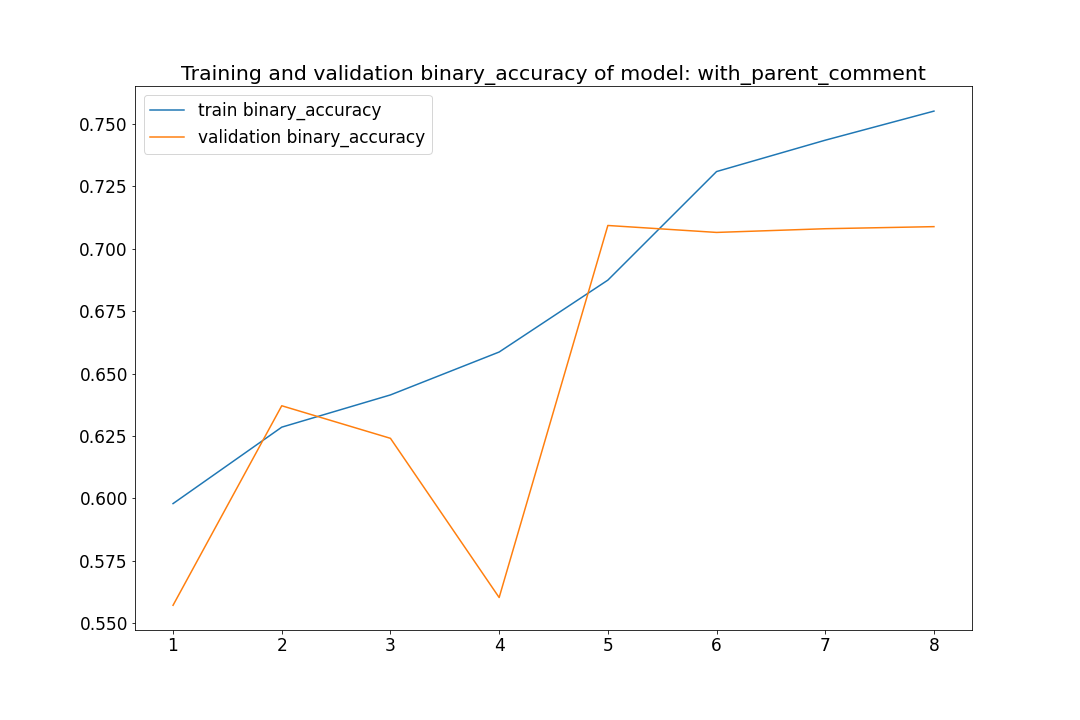 Training and validation binary_accuracy of model: with_parent_comment
train binary_accuracy
validation binary_accuracy
0.750
0.725
0.700
0.675
0.650
0.625
0.600
0.575
0.550
1 2 3 4 5 6 7 8